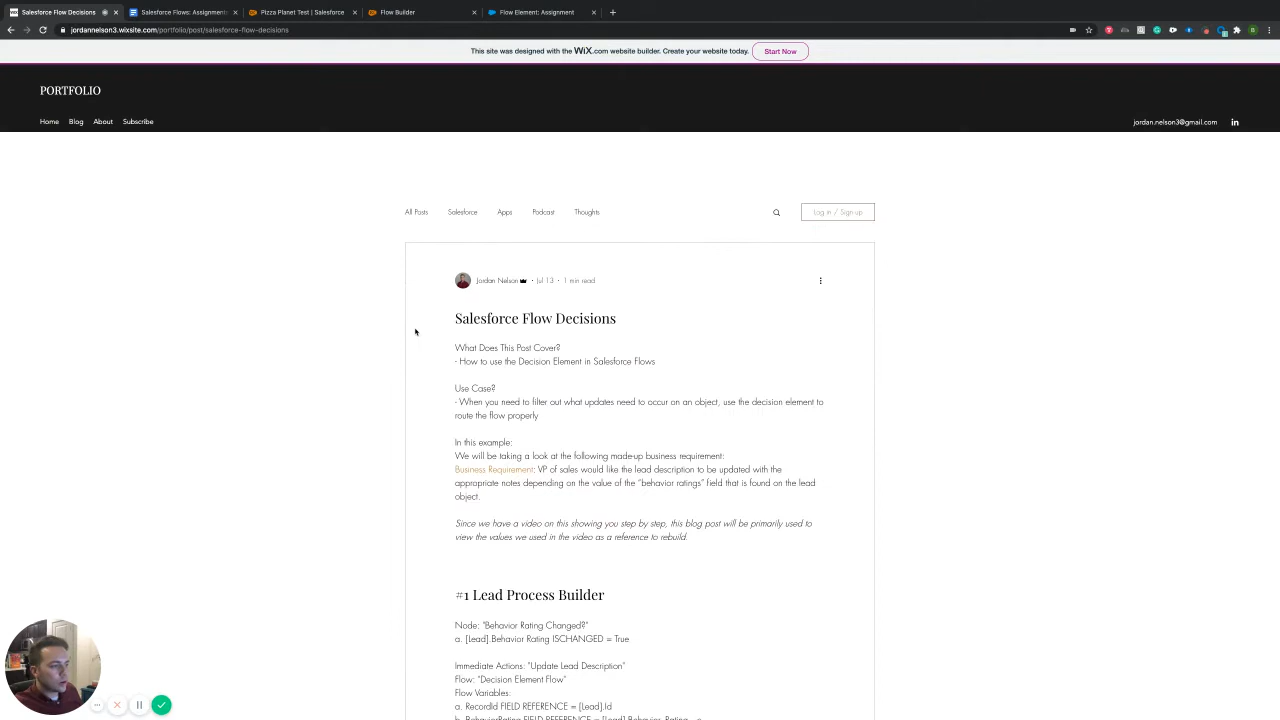 Salesforce Flow Decisions
Salesforce Flows: Assignment
Pizza Planet Test | Salesforce
Flow Builder
Flow Element: Assignment
jordannelson3.wixsite.com/portfolio/post/salesforce-flow-decisions
This site was designed with the WiX.com website builder. Create your website today. Start Now
PORTFOLIO
Home Blog About Subscribe
jordan.nelson3@gmail.com in
All Posts Salesforce Apps Podcast Thoughts Log in / Sign up
Jordan Nelson · Jul 13 · 1 min read
Salesforce Flow Decisions
What Does This Post Cover?
- How to use the Decision Element in Salesforce Flows
Use Case?
- When you need to filter out what updates need to occur on an object, use the decision element to
route the flow properly
In this example:
We will be taking a look at the following made-up business requirement:
Business Requirement: VP of sales would like the lead description to be updated with the
appropriate notes depending on the value of the "behavior ratings" field that is found on the lead
object.
Since we have a video on this showing you step by step, this blog post will be primarily used to
view the values we used in the video as a reference to rebuild.
#1 Lead Process Builder
Node: "Behavior Rating Changed?"
a. [Lead].Behavior Rating ISCHANGED = True
Immediate Actions: "Update Lead Description"
Flow: "Decision Element Flow"
Flow Variables:
a. RecordId FIELD REFERENCE = [Lead].Id
b. BehaviorRating FIELD REFERENCE = [Lead].Behavior_Rating__c